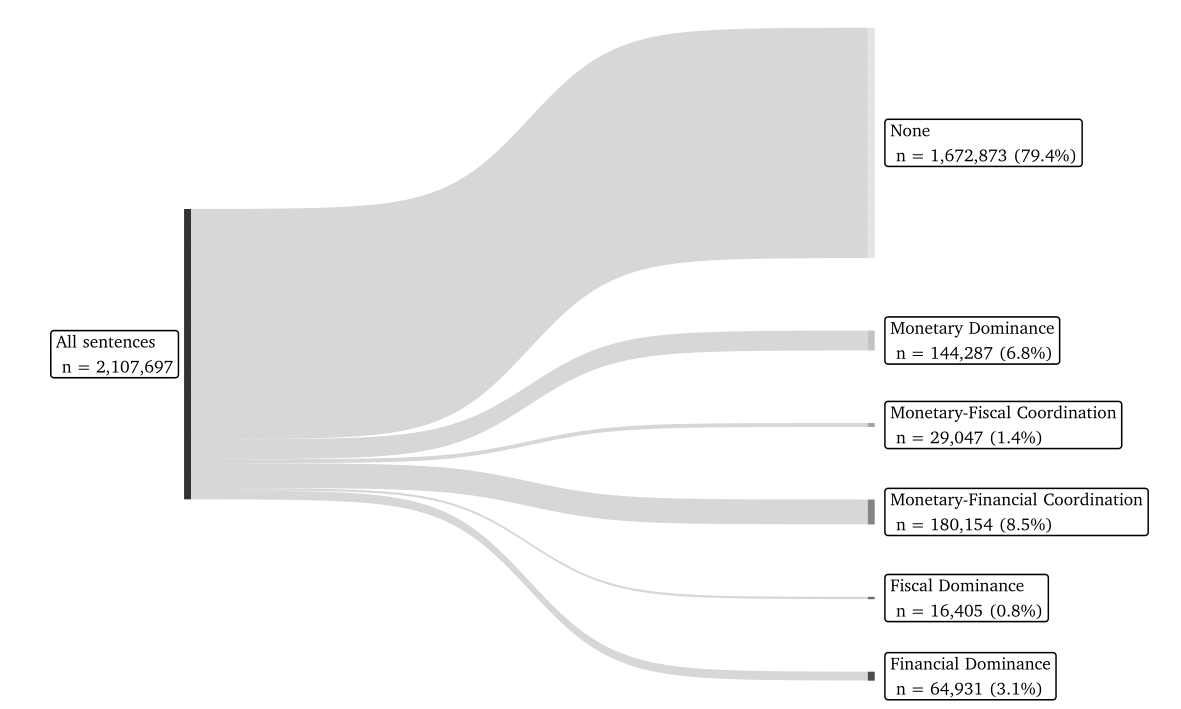 None
n = 1,672,873 (79.4%)
All sentences
n = 2,107,697
Monetary Dominance
n = 144,287 (6.8%)
Monetary-Fiscal Coordination
n = 29,047 (1.4%)
Monetary-Financial Coordination
n = 180,154 (8.5%)
Fiscal Dominance
n = 16,405 (0.8%)
Financial Dominance
n = 64,931 (3.1%)